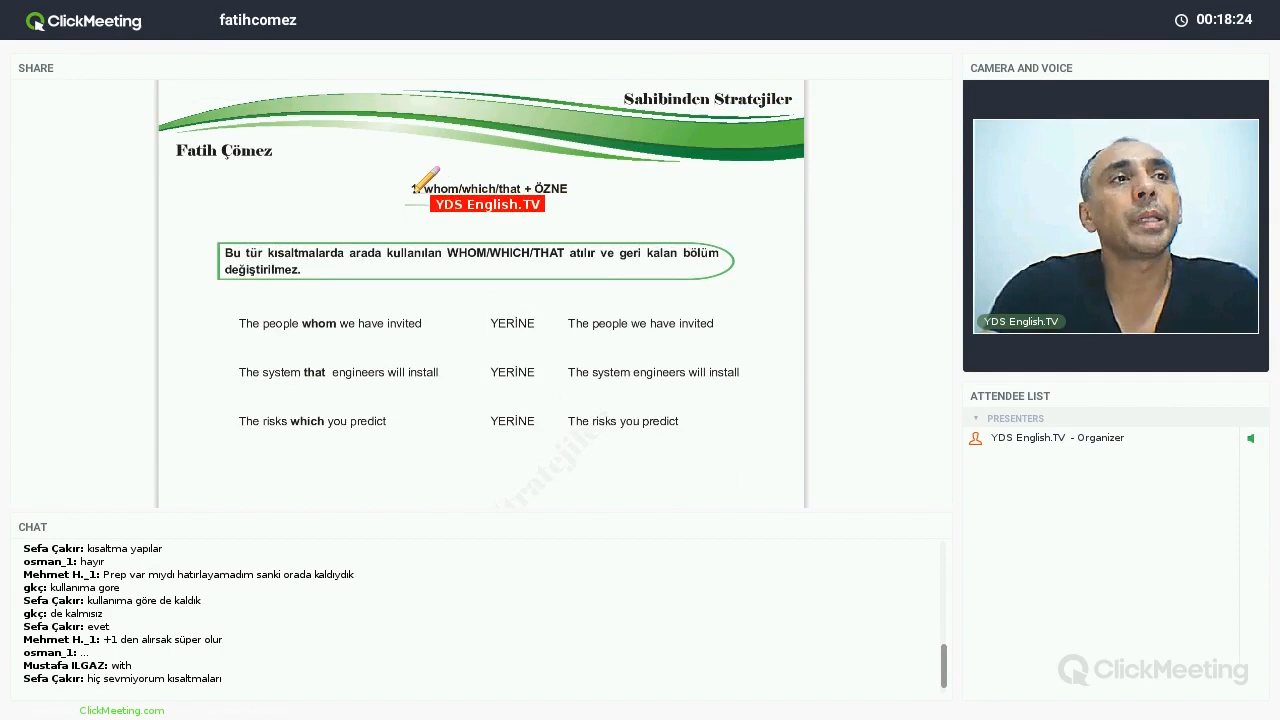 ClickMeeting
fatihcomez
00:18:24
SHARE
Sahibinden Stratejiler
Fatih Çömez
whom/which/that + ÖZNE
YDS English.TV
Bu tür kısaltmalarda arada kullanılan WHOM/WHICH/THAT atılır ve geri kalan bölüm
değiştirilmez.
The people whom we have invited YERİNE The people we have invited
The system that engineers will install YERİNE The system engineers will install
The risks which you predict YERİNE The risks you predict
CAMERA AND VOICE
YDS English.TV
ATTENDEE LIST
PRESENTERS
YDS English.TV - Organizer
CHAT
Sefa Çakır: kısaltma yapılar
osman_1: hayır
Mehmet H._1: Prep var mıydı hatırlayamadım sanki orada kaldıydık
gkç: kullanıma gore
Sefa Çakır: kullanıma göre de kaldık
gkç: de kalmısız
Sefa Çakır: evet
Mehmet H._1: +1 den alırsak süper olur
osman_1: ...
Mustafa ILGAZ: with
Sefa Çakır: hiç sevmiyorum kısaltmaları
ClickMeeting
ClickMeeting.com